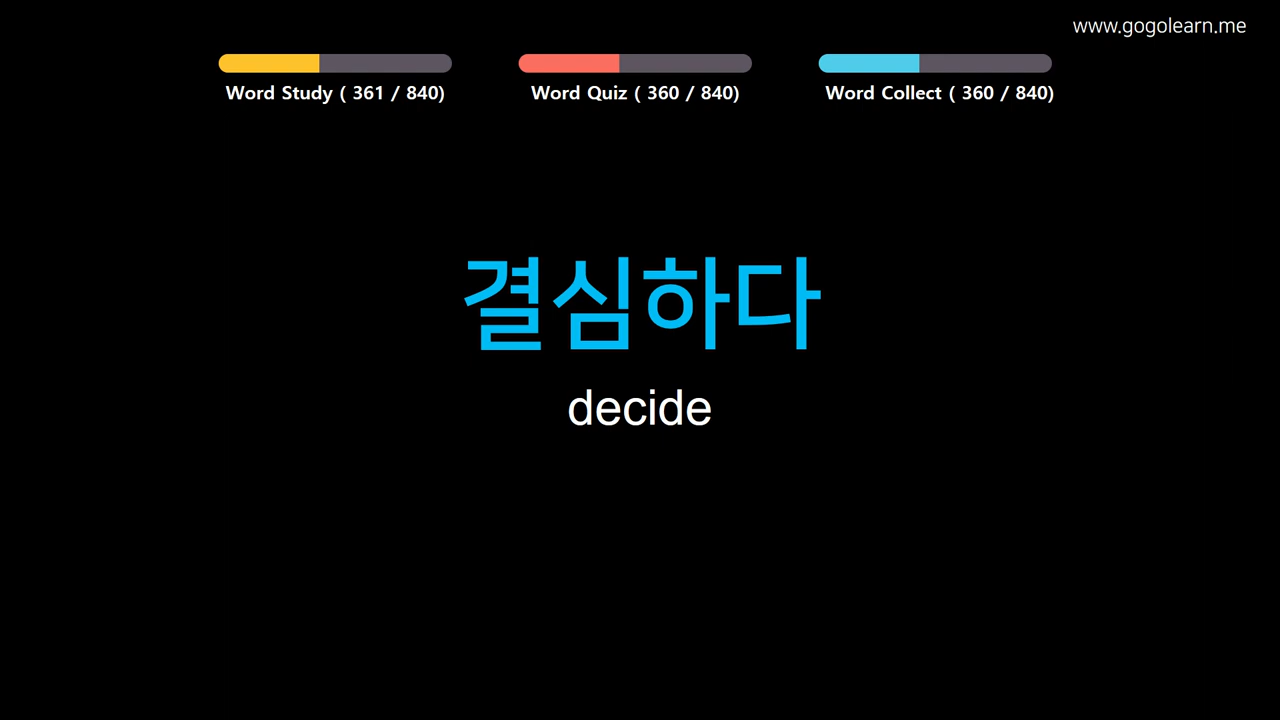 www.gogolearn.me
Word Study ( 361 / 840)
Word Quiz ( 360 / 840)
Word Collect ( 360 / 840)
결심하다
decide